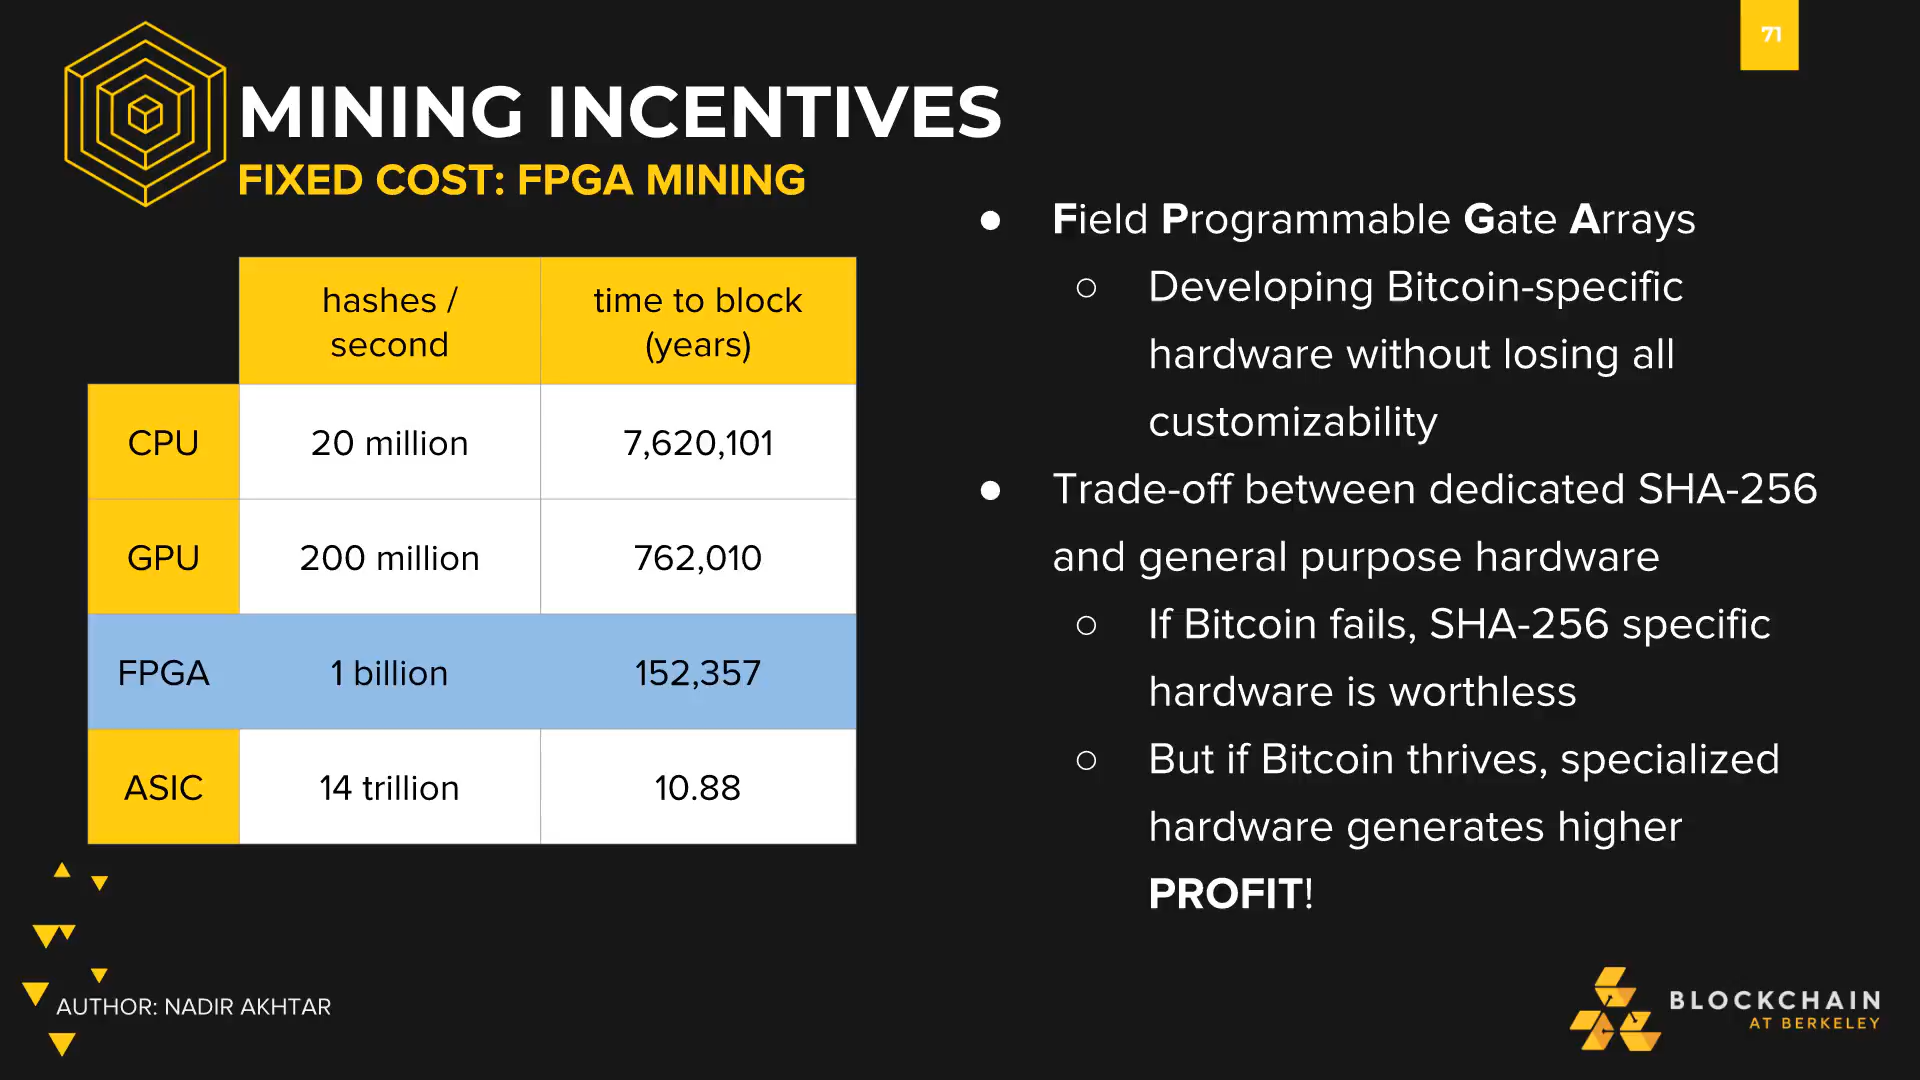 71
MINING INCENTIVES
FIXED COST: FPGA MINING
hashes / second
time to block (years)
CPU 20 million 7,620,101
GPU 200 million 762,010
FPGA 1 billion 152,357
ASIC 14 trillion 10.88
● Field Programmable Gate Arrays
○ Developing Bitcoin-specific
hardware without losing all
customizability
● Trade-off between dedicated SHA-256
and general purpose hardware
○ If Bitcoin fails, SHA-256 specific
hardware is worthless
○ But if Bitcoin thrives, specialized
hardware generates higher
PROFIT!
AUTHOR: NADIR AKHTAR
BLOCKCHAIN
AT BERKELEY